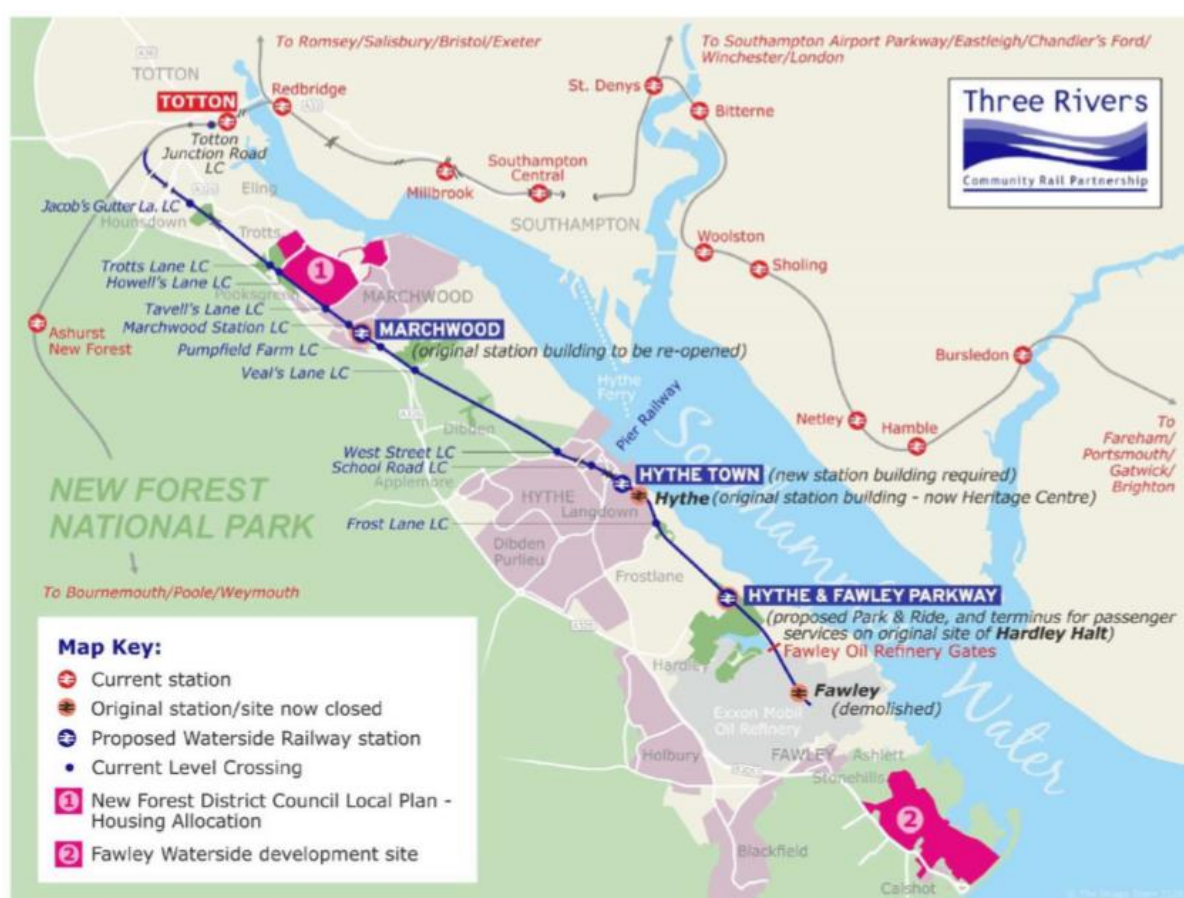 To Romsey/Salisbury/Bristol/Exeter
To Southampton Airport Parkway/Eastleigh/Chandler's Ford/
Winchester/London
Three Rivers
Community Rail Partnership
TOTTON
TOTTON
Redbridge
St. Denys
Bitterne
Totton
Junction Road
LC
Millbrook
Southampton
Central
SOUTHAMPTON
Eling
Jacob's Gutter La. LC
Hounsdown
Trotts
Woolston
Sholing
Trotts Lane LC
Howell's Lane LC
Pooksgreen
1
MARCHWOOD
Tavell's Lane LC
Marchwood Station LC
MARCHWOOD
(original station building to be re-opened)
Pumpfield Farm LC
Veal's Lane LC
Ashurst
New Forest
Bursledon
Hythe
Ferry
Pier Railway
Netley
Hamble
To
Fareham/
Portsmouth/
Gatwick/
Brighton
Dibden
West Street LC
School Road LC
Applemore
HYTHE TOWN (new station building required)
Hythe (original station building - now Heritage Centre)
HYTHE
Langdown
NEW FOREST
NATIONAL PARK
Frost Lane LC
Dibden
Purlieu
Frostlane
Southampton Water
To Bournemouth/Poole/Weymouth
HYTHE & FAWLEY PARKWAY
(proposed Park & Ride, and terminus for passenger
services on original site of Hardley Halt)
Fawley Oil Refinery Gates
Hardley
Fawley
(demolished)
Exxon Mobil
Oil Refinery
Holbury
FAWLEY
Ashlett
Stonehills
2
Blackfield
Calshot
Map Key:
Current station
Original station/site now closed
Proposed Waterside Railway station
Current Level Crossing
1 New Forest District Council Local Plan -
Housing Allocation
2 Fawley Waterside development site